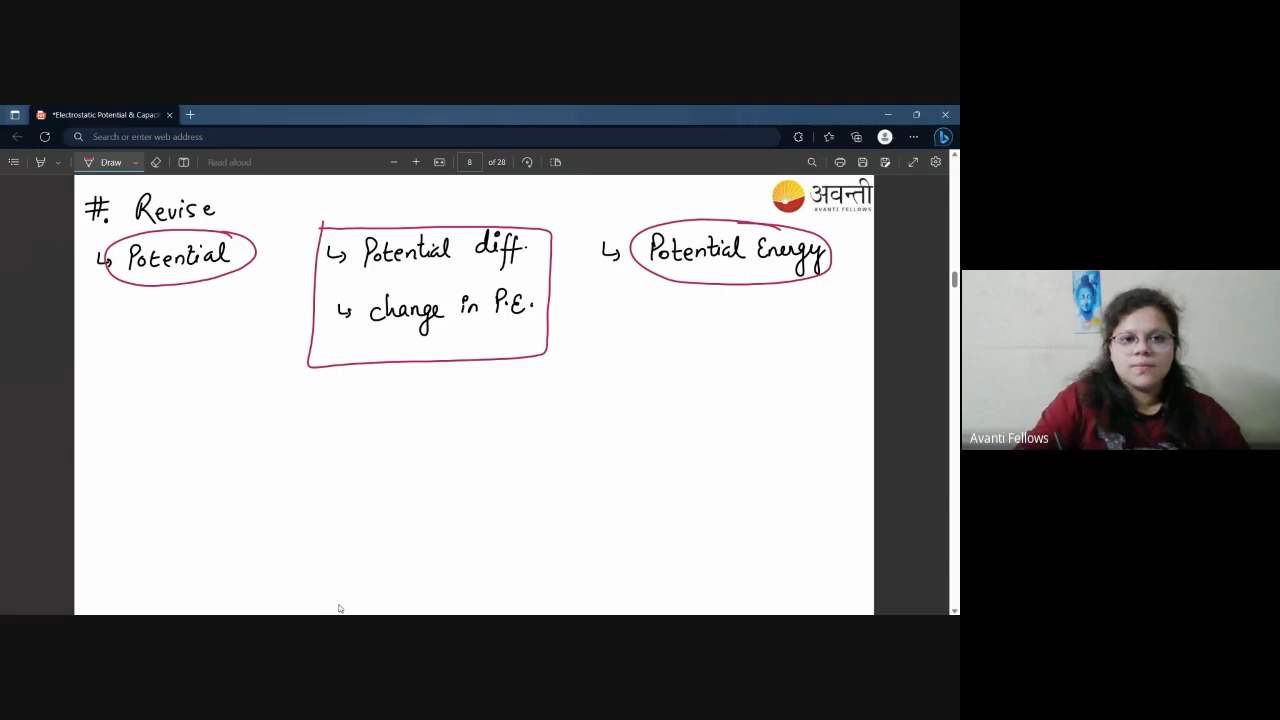 *Electrostatic Potential & Capaci
Search or enter web address
Draw
Read aloud
8 of 28
#. Revise
अवन्ती
AVANTI FELLOWS
↳ Potential
↳ Potential diff.
↳ change in P.E.
↳ Potential Energy
Avanti Fellows